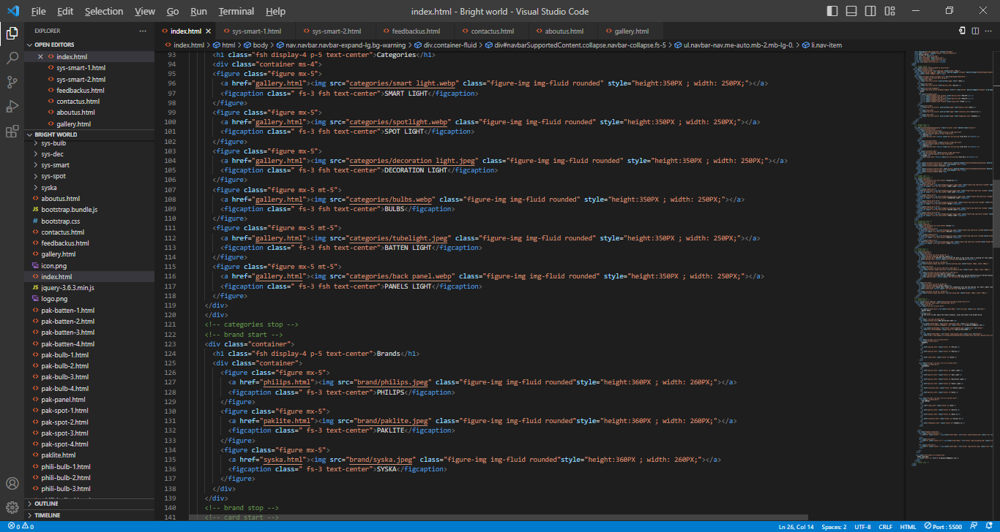 File Edit Selection View Go Run Terminal Help index.html - Bright world - Visual Studio Code
EXPLORER ···
OPEN EDITORS
index.html
sys-smart-1.html
sys-smart-2.html
feedbackus.html
contactus.html
aboutus.html
gallery.html
BRIGHT WORLD
sys-bulb
sys-dec
sys-smart
sys-spot
syska
aboutus.html
JS bootstrap.bundle.js
# bootstrap.css
contactus.html
feedbackus.html
gallery.html
icon.png
index.html
JS jquery-3.6.3.min.js
logo.png
pak-batten-1.html
pak-batten-2.html
pak-batten-3.html
pak-batten-4.html
pak-bulb-1.html
pak-bulb-2.html
pak-bulb-3.html
pak-bulb-4.html
pak-panel.html
pak-spot-1.html
pak-spot-2.html
pak-spot-3.html
pak-spot-4.html
paklite.html
phili-bulb-1.html
phili-bulb-2.html
phili-bulb-3.html
OUTLINE
TIMELINE
index.html sys-smart-1.html sys-smart-2.html feedbackus.html contactus.html aboutus.html gallery.html
index.html > html > body > nav.navbar.navbar-expand-lg.bg-warning > div.container-fluid > div#navbarSupportedContent.collapse.navbar-collapse.fs-5 > ul.navbar-nav.me-auto.mb-2.mb-lg-0. > li.nav-item
93 <h1 class="fsh display-4 p-5 text-center">Categories</h1>
94 <div class="container ms-4">
95 <figure class="figure mx-5">
96 <a href="gallery.html"><img src="categories/smart light.webp" class="figure-img img-fluid rounded" style="height:350PX ; width: 250PX;"></a>
97 <figcaption class=" fs-3 fsh text-center">SMART LIGHT</figcaption>
98 </figure>
99 <figure class="figure mx-5">
100 <a href="gallery.html"><img src="categories/spotlight.webp" class="figure-img img-fluid rounded" style="height:350PX ; width: 250PX;"></a>
101 <figcaption class=" fs-3 fsh text-center">SPOT LIGHT</figcaption>
102 </figure>
103 <figure class="figure mx-5">
104 <a href="gallery.html"><img src="categories/decoration light.jpeg" class="figure-img img-fluid rounded" style="height:350PX ; width: 250PX;"></a>
105 <figcaption class=" fs-3 fsh text-center">DECORATION LIGHT</figcaption>
106 </figure>
107 <figure class="figure mx-5 mt-5">
108 <a href="gallery.html"><img src="categories/bulbs.webp" class="figure-img img-fluid rounded" style="height:350PX ; width: 250PX;"></a>
109 <figcaption class=" fs-3 fsh text-center">BULBS</figcaption>
110 </figure>
111 <figure class="figure mx-5 mt-5">
112 <a href="gallery.html"><img src="categories/tubelight.jpeg" class="figure-img img-fluid rounded" style="height:350PX ; width: 250PX;"></a>
113 <figcaption class=" fs-3 fsh text-center">BATTEN LIGHT</figcaption>
114 </figure>
115 <figure class="figure mx-5 mt-5">
116 <a href="gallery.html"><img src="categories/back panel.webp" class="figure-img img-fluid rounded" style="height:350PX ; width: 250PX;"></a>
117 <figcaption class=" fs-3 fsh text-center">PANELS LIGHT</figcaption>
118 </figure>
119 </div>
120 </div>
121 <!-- categories stop -->
122 <!-- brand start -->
123 <div class="container">
124 <h1 class="fsh display-4 p-5 text-center">Brands</h1>
125 <div class="container">
126 <figure class="figure mx-5">
127 <a href="philips.html"><img src="brand/philips.jpeg" class="figure-img img-fluid rounded"style="height:360PX ; width: 260PX;"></a>
128 <figcaption class=" fs-3 fsh text-center">PHILIPS</figcaption>
129 </figure>
130 <figure class="figure mx-5">
131 <a href="paklite.html"><img src="brand/paklite.jpeg" class="figure-img img-fluid rounded"style="height:360PX ; width: 260PX;"></a>
132 <figcaption class=" fs-3 fsh text-center">PAKLITE</figcaption>
133 </figure>
134 <figure class="figure mx-5">
135 <a href="syska.html"><img src="brand/syska.jpeg" class="figure-img img-fluid rounded"style="height:360PX ; width: 260PX;"></a>
136 <figcaption class=" fs-3 fsh text-center">SYSKA</figcaption>
137 </figure>
138 </div>
139 </div>
140 <!-- brand stop -->
141 <!-- card start -->
0 0 Ln 26, Col 14 Spaces: 2 UTF-8 CRLF HTML Port : 5500